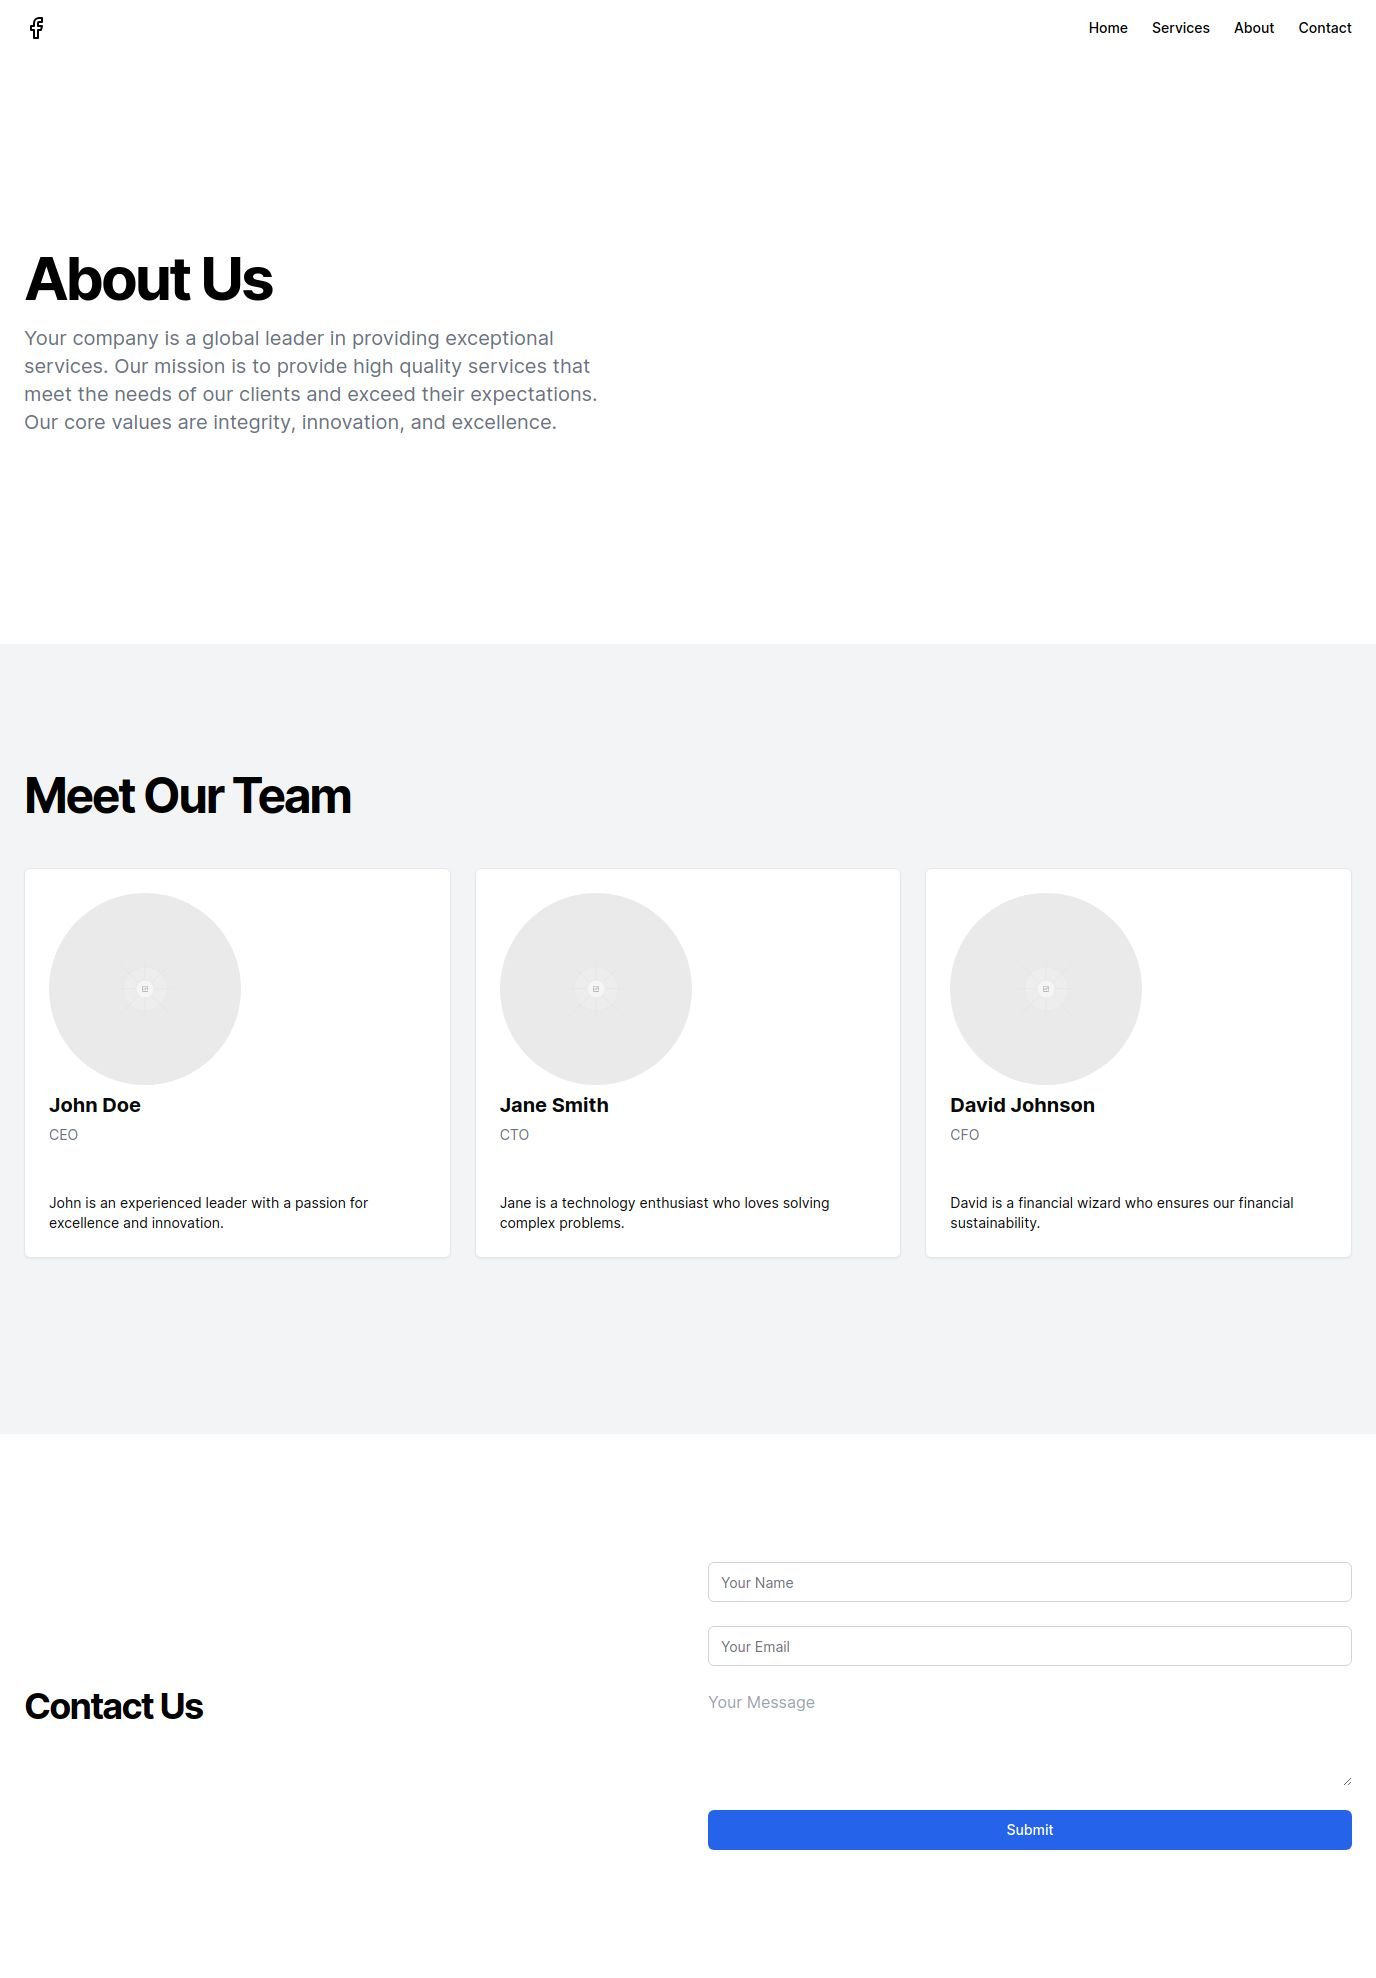 Home Services About Contact
About Us
Your company is a global leader in providing exceptional
services. Our mission is to provide high quality services that
meet the needs of our clients and exceed their expectations.
Our core values are integrity, innovation, and excellence.
Meet Our Team
John Doe
CEO
John is an experienced leader with a passion for
excellence and innovation.
Jane Smith
CTO
Jane is a technology enthusiast who loves solving
complex problems.
David Johnson
CFO
David is a financial wizard who ensures our financial
sustainability.
Contact Us
Your Name
Your Email
Your Message
Submit